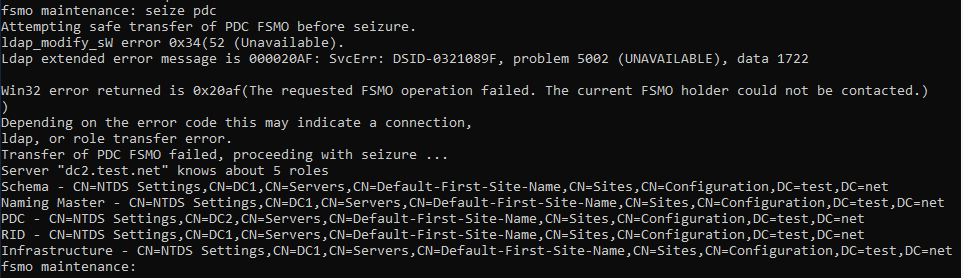 fsmo maintenance: seize pdc
Attempting safe transfer of PDC FSMO before seizure.
ldap_modify_sW error 0x34(52 (Unavailable).
Ldap extended error message is 000020AF: SvcErr: DSID-0321089F, problem 5002 (UNAVAILABLE), data 1722
Win32 error returned is 0x20af(The requested FSMO operation failed. The current FSMO holder could not be contacted.)
)
Depending on the error code this may indicate a connection,
ldap, or role transfer error.
Transfer of PDC FSMO failed, proceeding with seizure ...
Server "dc2.test.net" knows about 5 roles
Schema - CN=NTDS Settings,CN=DC1,CN=Servers,CN=Default-First-Site-Name,CN=Sites,CN=Configuration,DC=test,DC=net
Naming Master - CN=NTDS Settings,CN=DC1,CN=Servers,CN=Default-First-Site-Name,CN=Sites,CN=Configuration,DC=test,DC=net
PDC - CN=NTDS Settings,CN=DC2,CN=Servers,CN=Default-First-Site-Name,CN=Sites,CN=Configuration,DC=test,DC=net
RID - CN=NTDS Settings,CN=DC1,CN=Servers,CN=Default-First-Site-Name,CN=Sites,CN=Configuration,DC=test,DC=net
Infrastructure - CN=NTDS Settings,CN=DC1,CN=Servers,CN=Default-First-Site-Name,CN=Sites,CN=Configuration,DC=test,DC=net
fsmo maintenance: